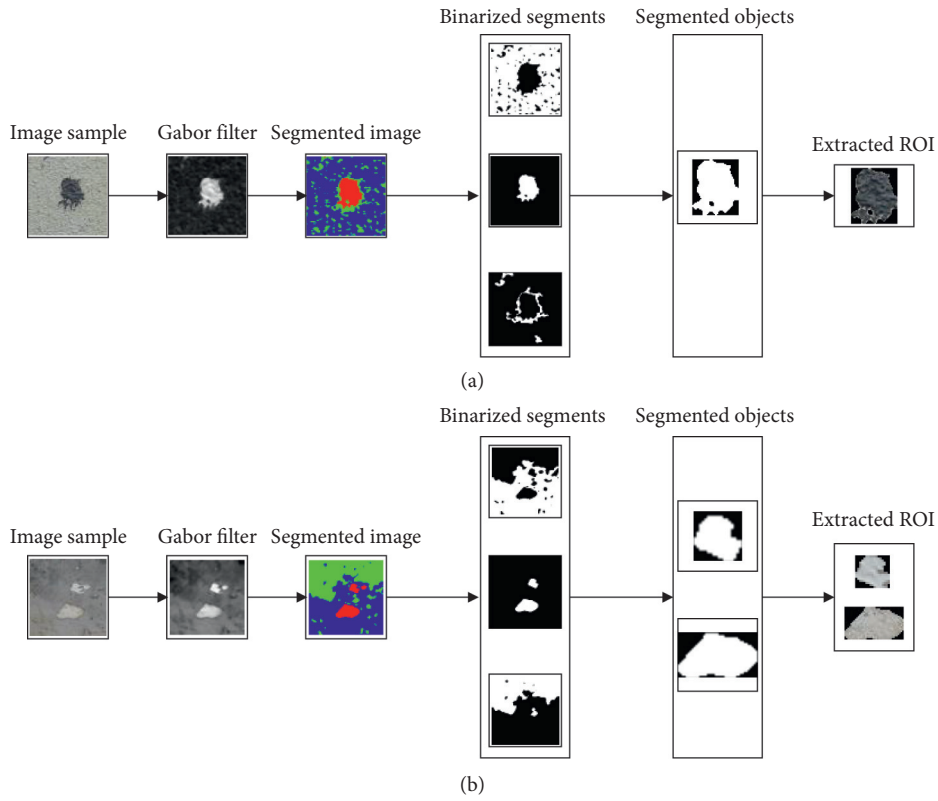 Binarized segments
Segmented objects
Image sample
Gabor filter
Segmented image
Extracted ROI
(a)
Binarized segments
Segmented objects
Image sample
Gabor filter
Segmented image
Extracted ROI
(b)